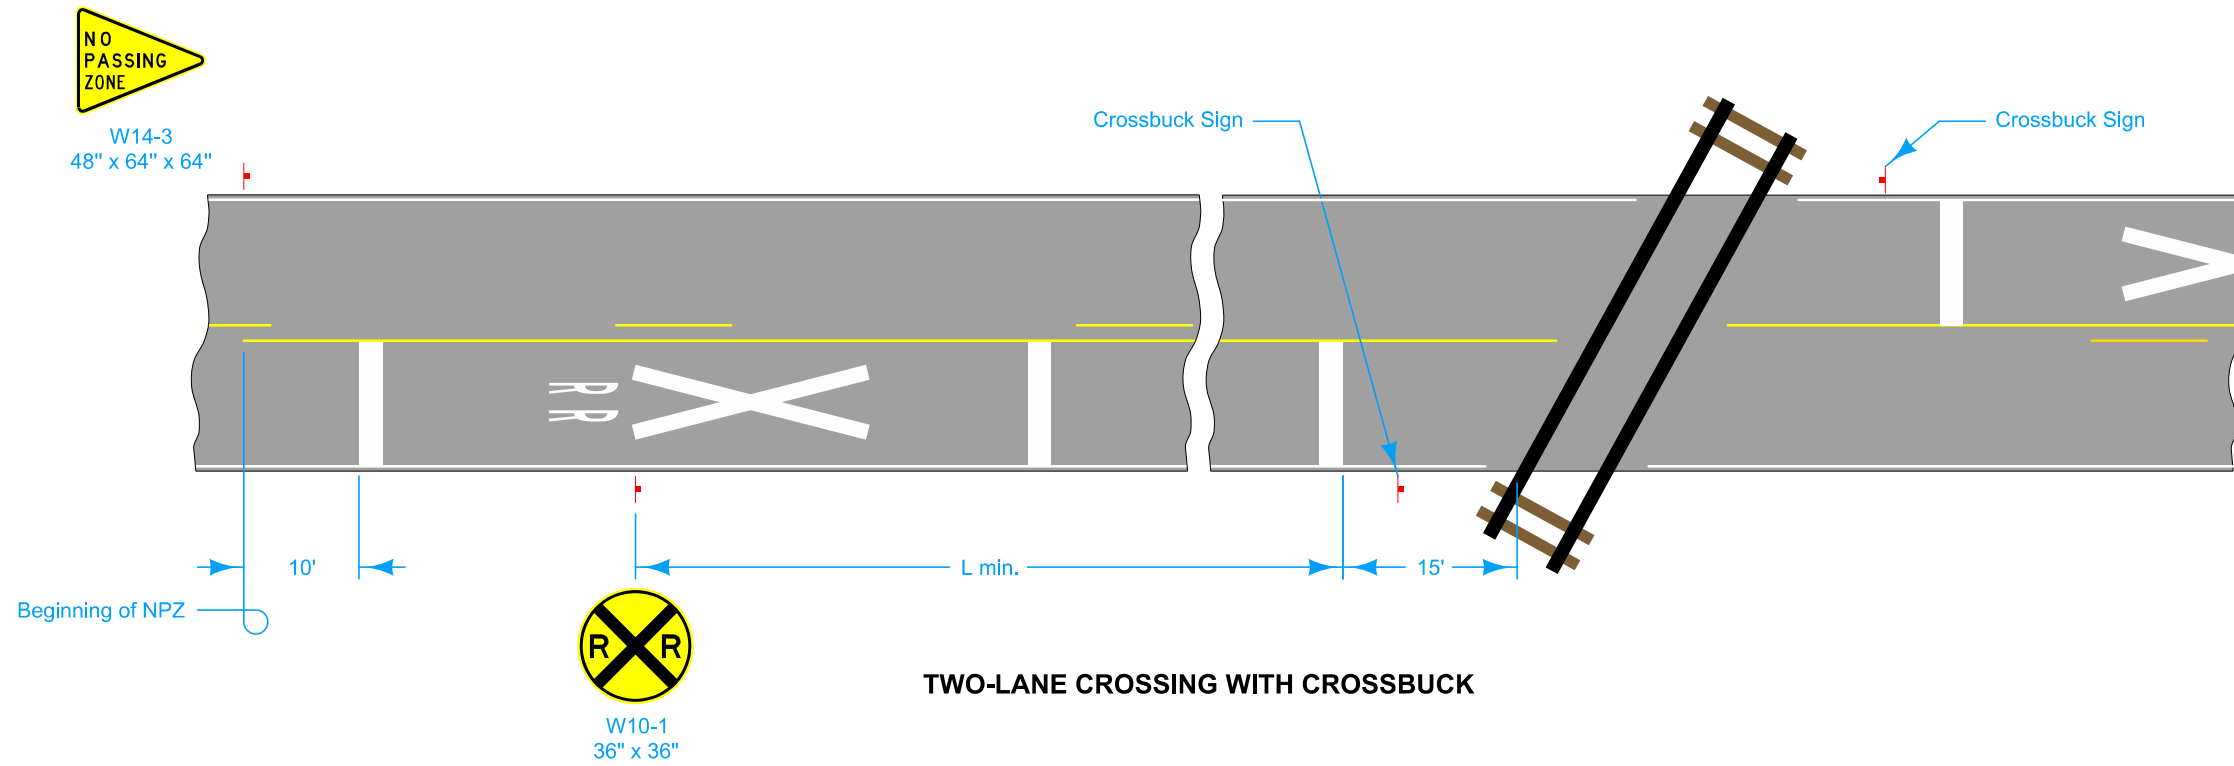 NO
PASSING
ZONE
W14-3
48" x 64" x 64"
Crossbuck Sign
Crossbuck Sign
R R
10'
L min.
15'
Beginning of NPZ
R R
TWO-LANE CROSSING WITH CROSSBUCK
W10-1
36" x 36"